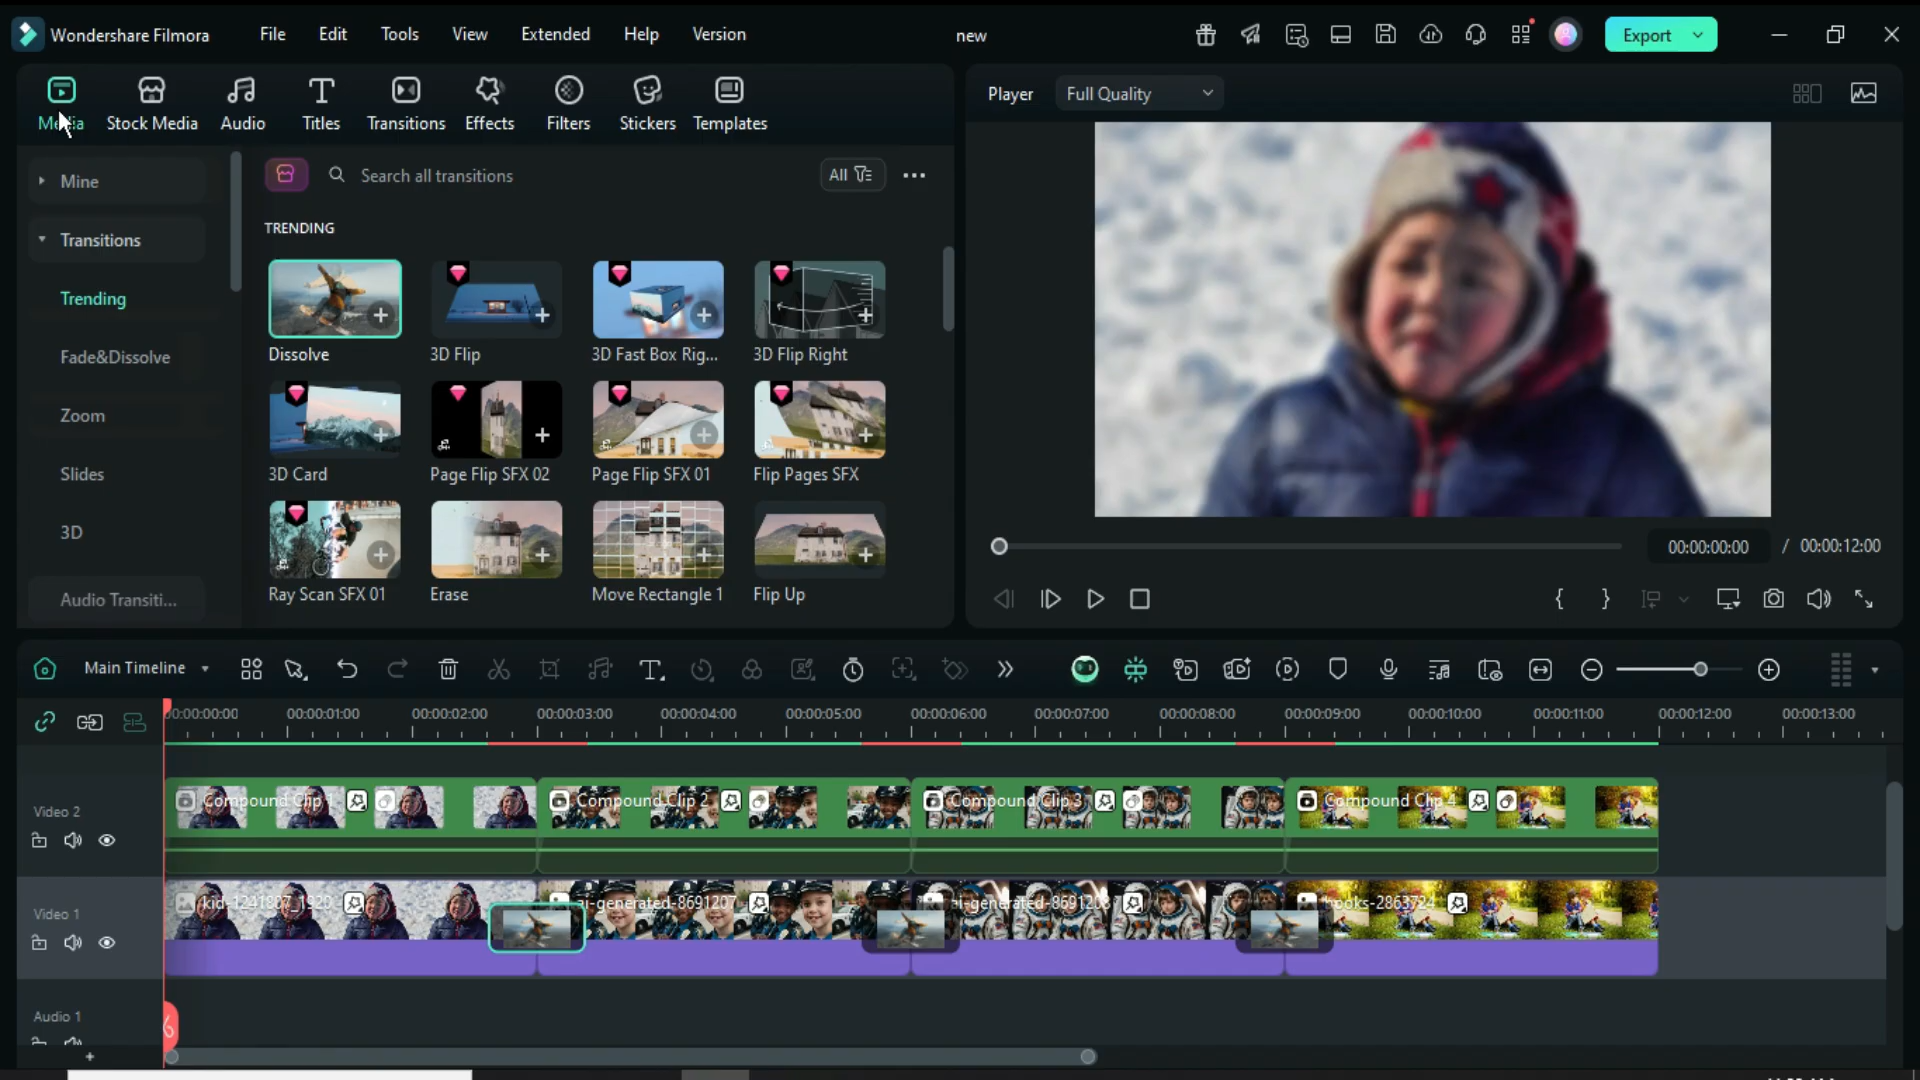 Wondershare Filmora
File Edit Tools View Extended Help Version
new
Export
Media Stock Media Audio Titles Transitions Effects Filters Stickers Templates
Player Full Quality
Mine
Transitions
Trending
Fade&Dissolve
Zoom
Slides
3D
Audio Transiti...
Search all transitions
All
TRENDING
Dissolve 3D Flip 3D Fast Box Rig... 3D Flip Right
3D Card Page Flip SFX 02 Page Flip SFX 01 Flip Pages SFX
Ray Scan SFX 01 Erase Move Rectangle 1 Flip Up
00:00:00:00 / 00:00:12:00
Main Timeline
00:00:00:00 00:00:01:00 00:00:02:00 00:00:03:00 00:00:04:00 00:00:05:00 00:00:06:00 00:00:07:00 00:00:08:00 00:00:09:00 00:00:10:00 00:00:11:00 00:00:12:00 00:00:13:00
Video 2
Compound Clip 1 Compound Clip 2 Compound Clip 3 Compound Clip 4
Video 1
kid-1241807_1920 ai-generated-8691207 ai-generated-8691208 books-2863724
Audio 1